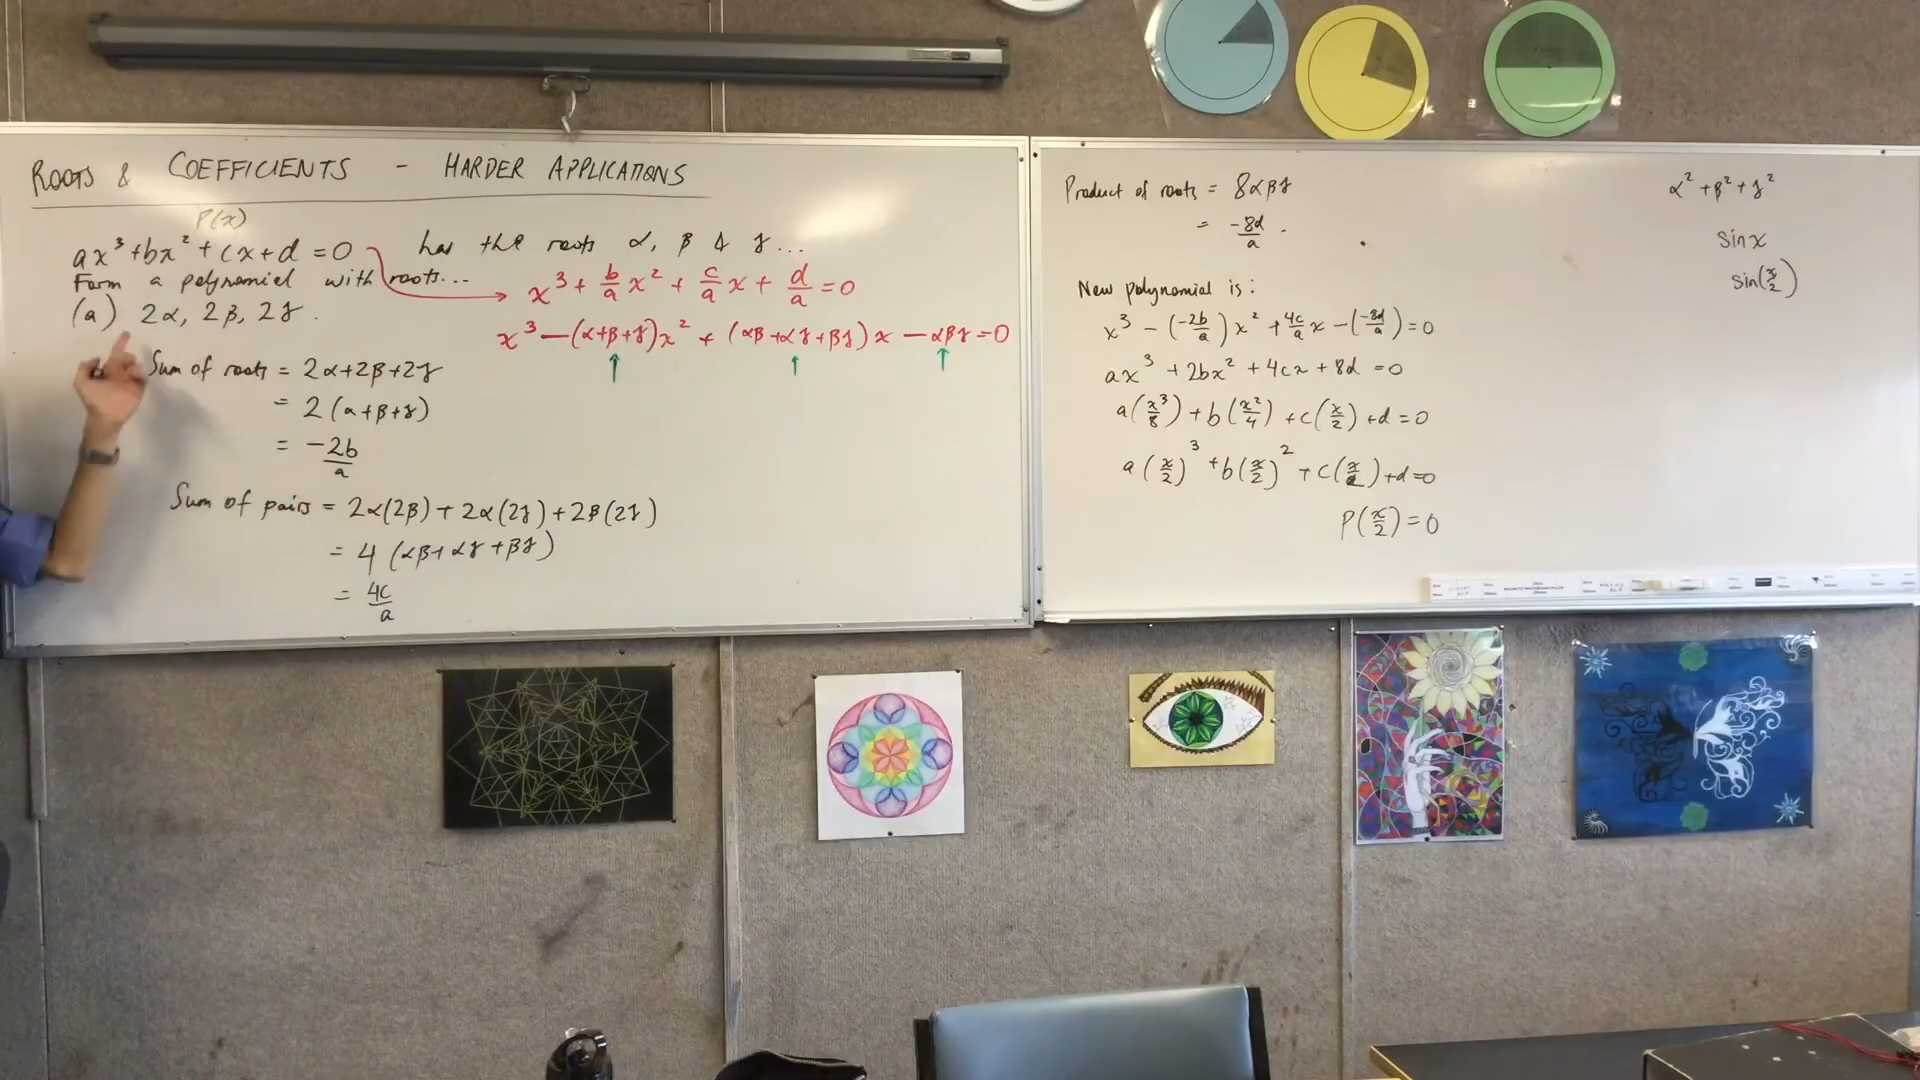 ROOTS & COEFFICIENTS - HARDER APPLICATIONS
P(x)
ax³+bx²+cx+d=0 has the roots α, β & γ...
Form a polynomial with roots...
x³ + b/a x² + c/a x + d/a = 0
(a) 2α, 2β, 2γ.
x³ - (α+β+γ)x² + (αβ+αγ+βγ)x - αβγ = 0
Sum of roots = 2α+2β+2γ
= 2(α+β+γ)
= -2b/a
Sum of pairs = 2α(2β) + 2α(2γ) + 2β(2γ)
= 4(αβ+αγ+βγ)
= 4c/a
Product of roots = 8αβγ
= -8d/a.
New polynomial is:
x³ - (-2b/a)x² + 4c/a x - (-8d/a) = 0
ax³ + 2bx² + 4cx + 8d = 0
a(x³/8) + b(x²/4) + c(x/2) + d = 0
a(x/2)³ + b(x/2)² + c(x/2) + d = 0
P(x/2) = 0
α²+β²+γ²
sin x
sin(x/2)